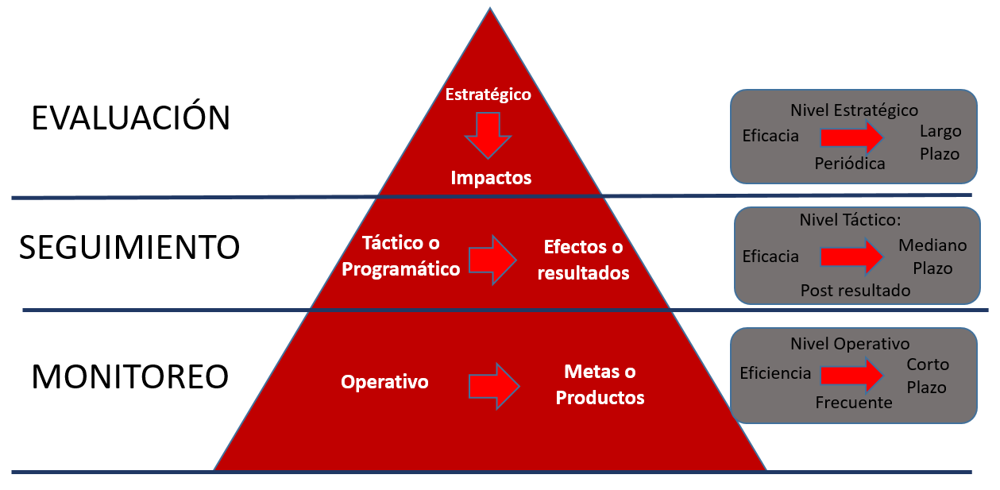 EVALUACIÓN
Estratégico
Impactos
Nivel Estratégico
Eficacia
Largo
Plazo
Periódica
SEGUIMIENTO
Táctico o
Programático
Efectos o
resultados
Nivel Táctico:
Eficacia
Mediano
Plazo
Post resultado
MONITOREO
Operativo
Metas o
Productos
Nivel Operativo
Eficiencia
Corto
Plazo
Frecuente